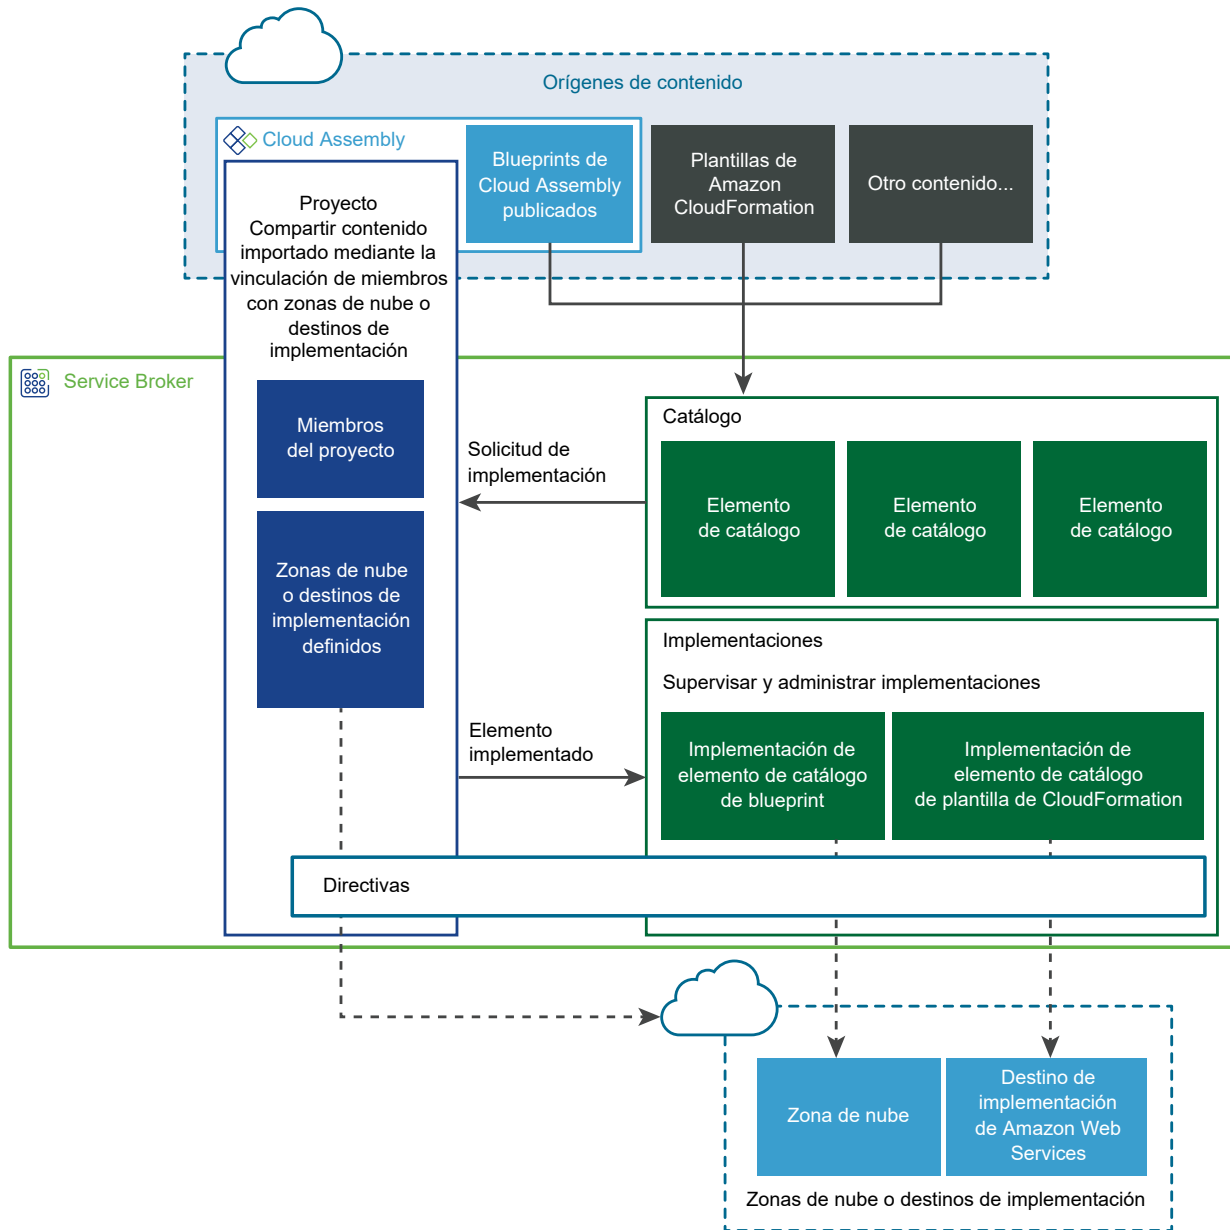 Orígenes de contenido
Cloud Assembly
Blueprints de
Cloud Assembly
publicados
Plantillas de
Amazon
CloudFormation
Otro contenido...
Proyecto
Compartir contenido
importado mediante la
vinculación de miembros
con zonas de nube o
destinos de
implementación
Service Broker
Miembros
del proyecto
Zonas de nube
o destinos de
implementación
definidos
Solicitud de
implementación
Catálogo
Elemento
de catálogo
Elemento
de catálogo
Elemento
de catálogo
Elemento
implementado
Implementaciones
Supervisar y administrar implementaciones
Implementación de
elemento de catálogo
de blueprint
Implementación de
elemento de catálogo
de plantilla de CloudFormation
Directivas
Zona de nube
Destino de
implementación
de Amazon Web
Services
Zonas de nube o destinos de implementación